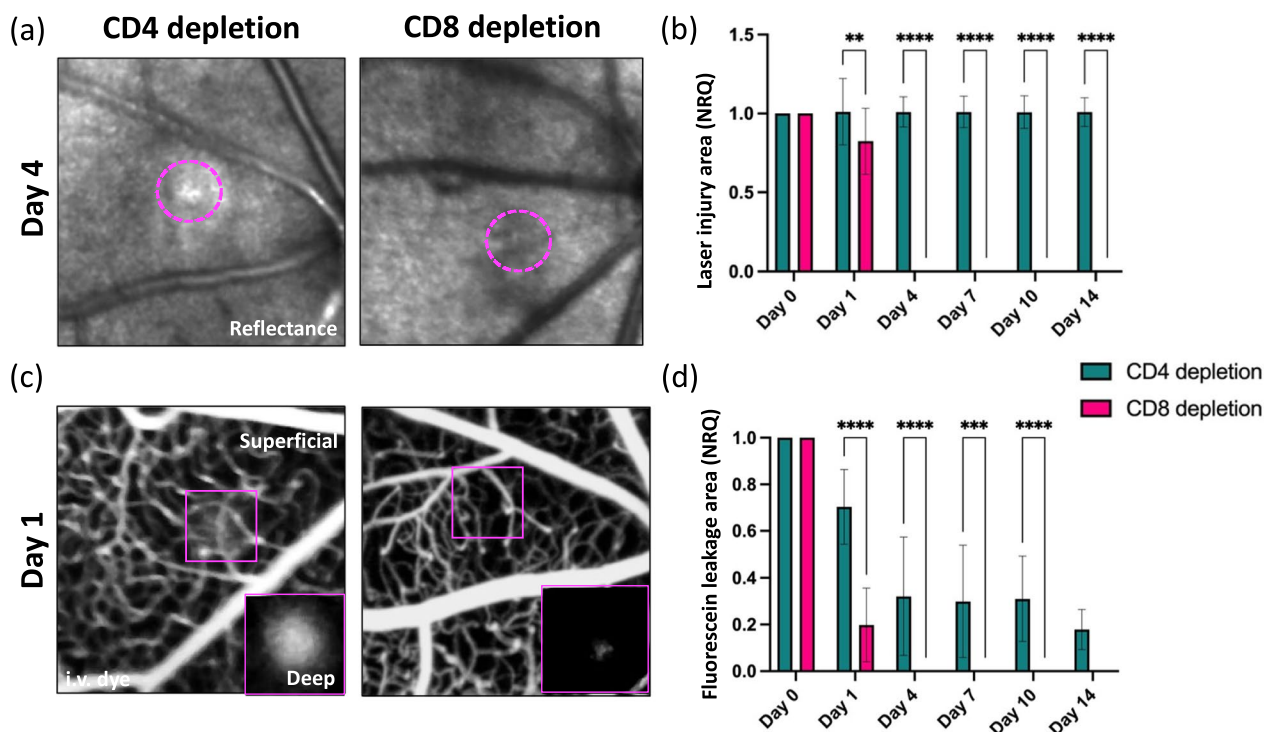 (a)
CD4 depletion
CD8 depletion
Day 4
Reflectance
(b)
Laser injury area (NRQ)
1.5
1.0
0.5
0.0
** **** **** **** ****
Day 0 Day 1 Day 4 Day 7 Day 10 Day 14
(c)
Day 1
Superficial
i.v. dye
Deep
(d)
CD4 depletion
CD8 depletion
Fluorescein leakage area (NRQ)
1.0
0.8
0.6
0.4
0.2
0.0
**** **** *** ****
Day 0 Day 1 Day 4 Day 7 Day 10 Day 14